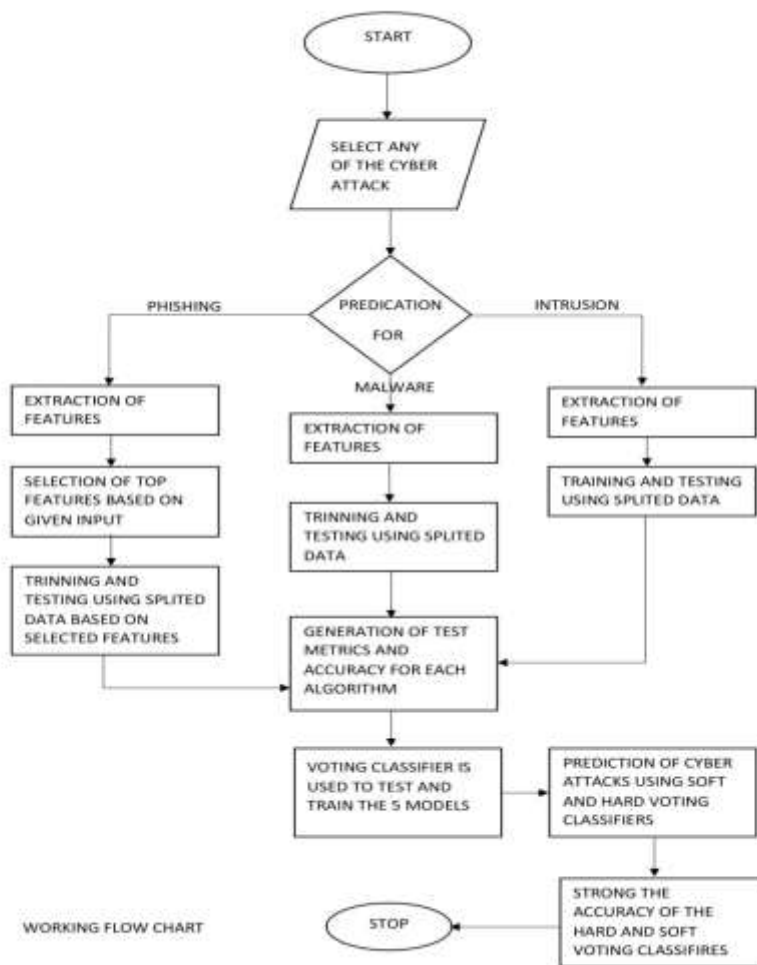 START
SELECT ANY
OF THE CYBER
ATTACK
PHISHING
PREDICATION
FOR
INTRUSION
MALWARE
EXTRACTION OF
FEATURES
EXTRACTION OF
FEATURES
EXTRACTION OF
FEATURES
SELECTION OF TOP
FEATURES BASED ON
GIVEN INPUT
TRINNING AND
TESTING USING SPLITED
DATA
TRAINING AND TESTING
USING SPLITED DATA
TRINNING AND
TESTING USING SPLITED
DATA BASED ON
SELECTED FEATURES
GENERATION OF TEST
METRICS AND
ACCURACY FOR EACH
ALGORITHM
VOTING CLASSIFIER IS
USED TO TEST AND
TRAIN THE 5 MODELS
PREDICTION OF CYBER
ATTACKS USING SOFT
AND HARD VOTING
CLASSIFIERS
STRONG THE
ACCURACY OF THE
HARD AND SOFT
VOTING CLASSIFIRES
STOP
WORKING FLOW CHART